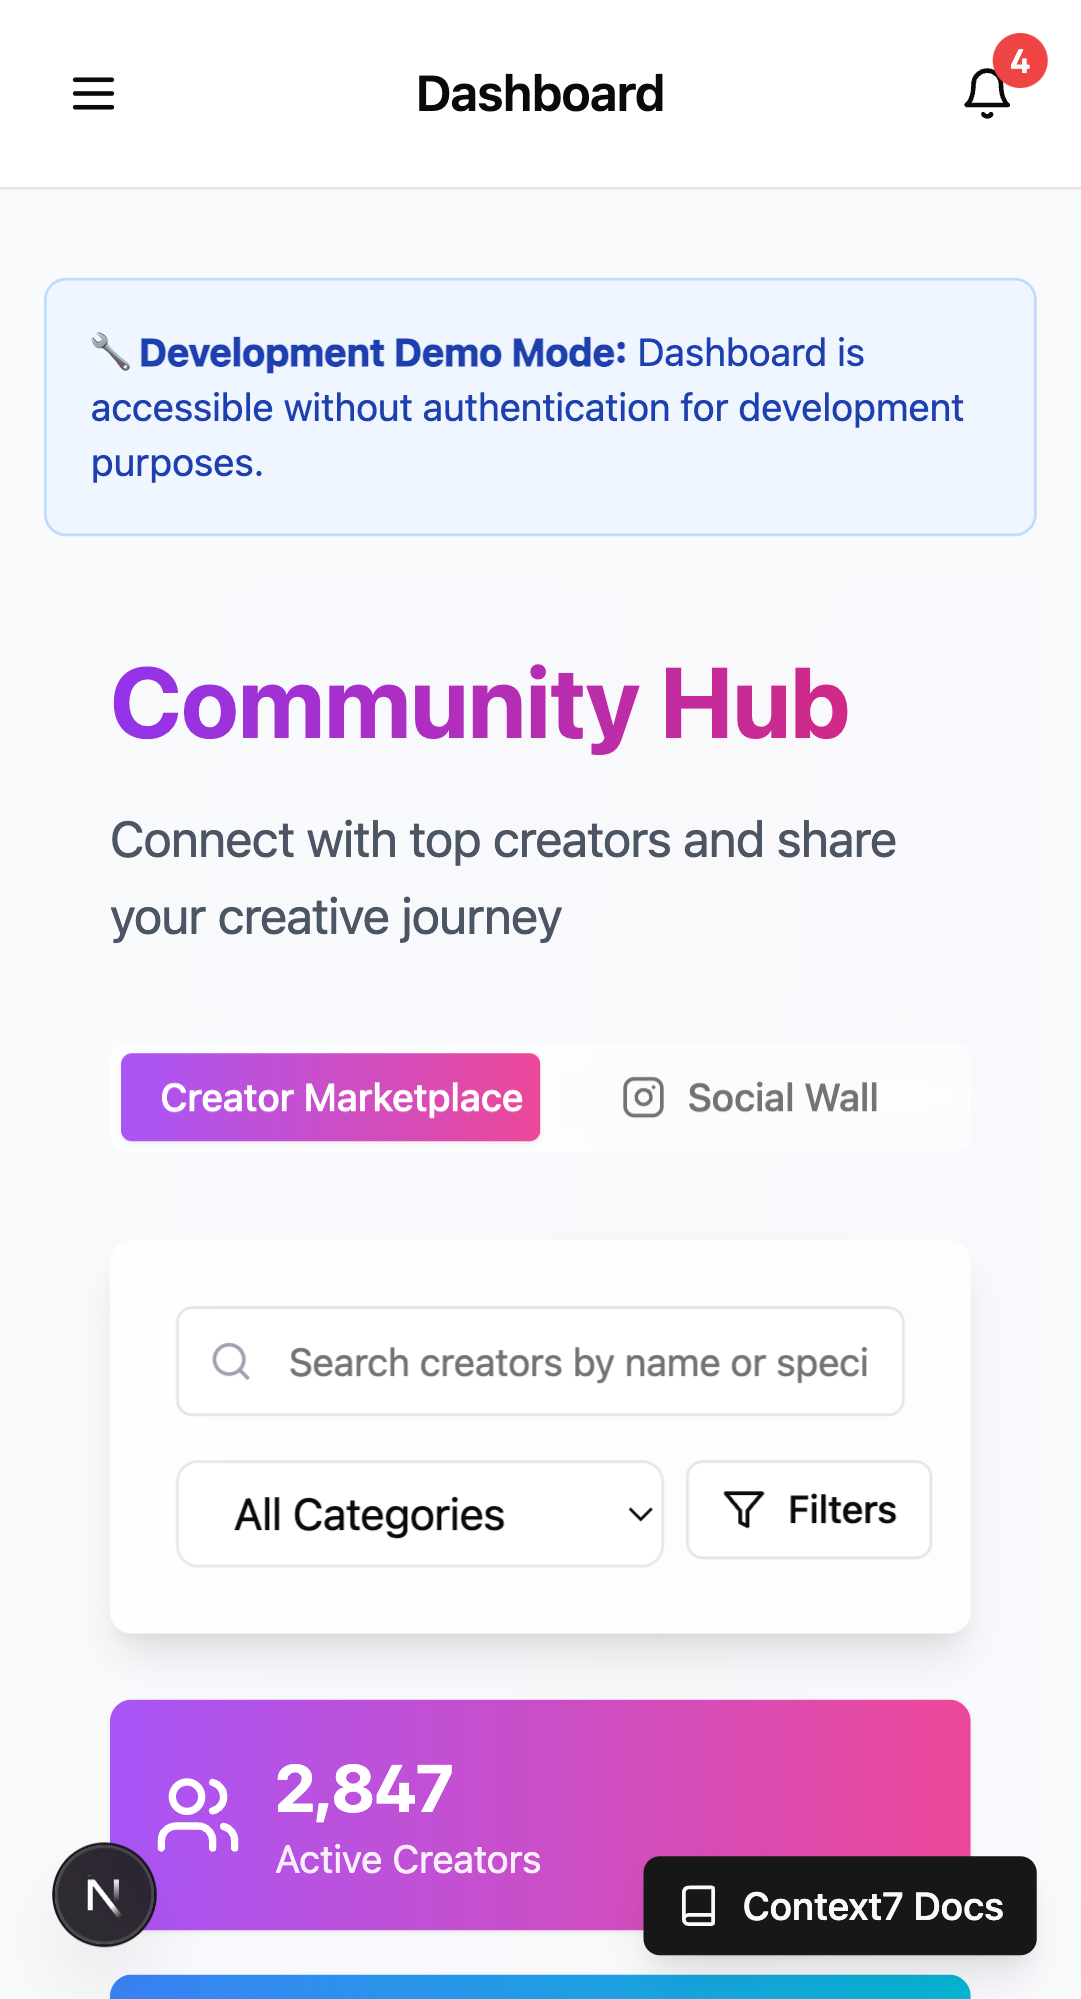 Dashboard
4
🔧 Development Demo Mode: Dashboard is
accessible without authentication for development
purposes.
Community Hub
Connect with top creators and share
your creative journey
Creator Marketplace
Social Wall
Search creators by name or speci
All Categories
Filters
2,847
Active Creators
N
Context7 Docs